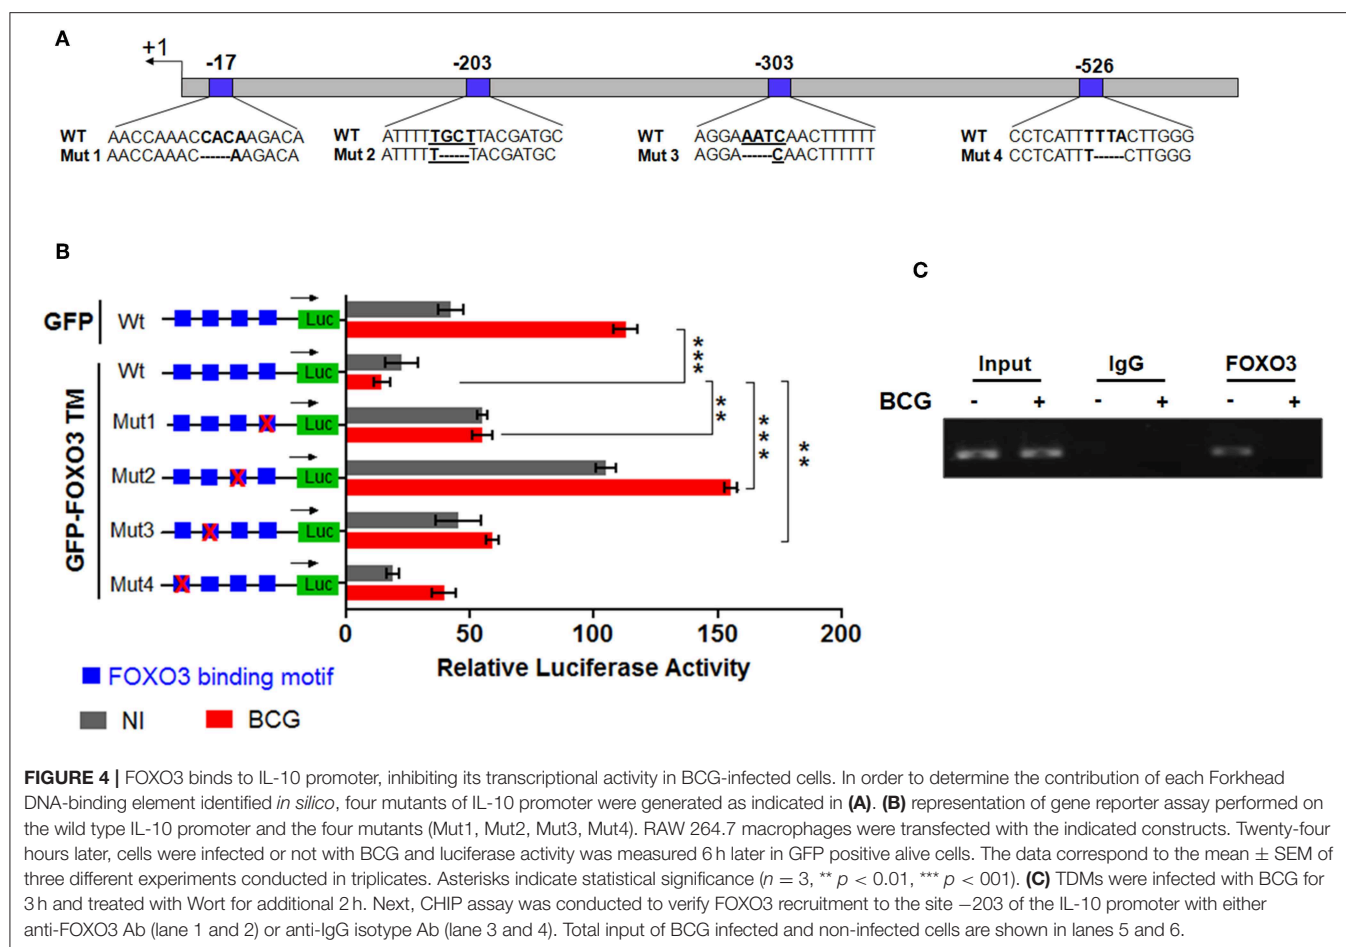 A
+1
-17 -203 -303 -526
WT AACCAAACCACAAGACA
Mut 1 AACCAAAC------AAGACA
WT ATTTTTGCTTACGATGC
Mut 2 ATTTTT------TACGATGC
WT AGGAAATCAACTTTTTT
Mut 3 AGGA------CAACTTTTTT
WT CCTCATTTTTACTTGGG
Mut 4 CCTCATTT------CTTGGG
B
GFP
Wt Luc
GFP-FOXO3 TM
Wt Luc
Mut1 X Luc
Mut2 X Luc
Mut3 X Luc
Mut4 X Luc
***
**
***
**
0 50 100 150 200
Relative Luciferase Activity
FOXO3 binding motif
NI BCG
C
Input IgG FOXO3
BCG - + - + - +
FIGURE 4 | FOXO3 binds to IL-10 promoter, inhibiting its transcriptional activity in BCG-infected cells. In order to determine the contribution of each Forkhead
DNA-binding element identified in silico, four mutants of IL-10 promoter were generated as indicated in (A). (B) representation of gene reporter assay performed on
the wild type IL-10 promoter and the four mutants (Mut1, Mut2, Mut3, Mut4). RAW 264.7 macrophages were transfected with the indicated constructs. Twenty-four
hours later, cells were infected or not with BCG and luciferase activity was measured 6 h later in GFP positive alive cells. The data correspond to the mean ± SEM of
three different experiments conducted in triplicates. Asterisks indicate statistical significance (n = 3, ** p < 0.01, *** p < 001). (C) TDMs were infected with BCG for
3 h and treated with Wort for additional 2 h. Next, CHIP assay was conducted to verify FOXO3 recruitment to the site −203 of the IL-10 promoter with either
anti-FOXO3 Ab (lane 1 and 2) or anti-IgG isotype Ab (lane 3 and 4). Total input of BCG infected and non-infected cells are shown in lanes 5 and 6.